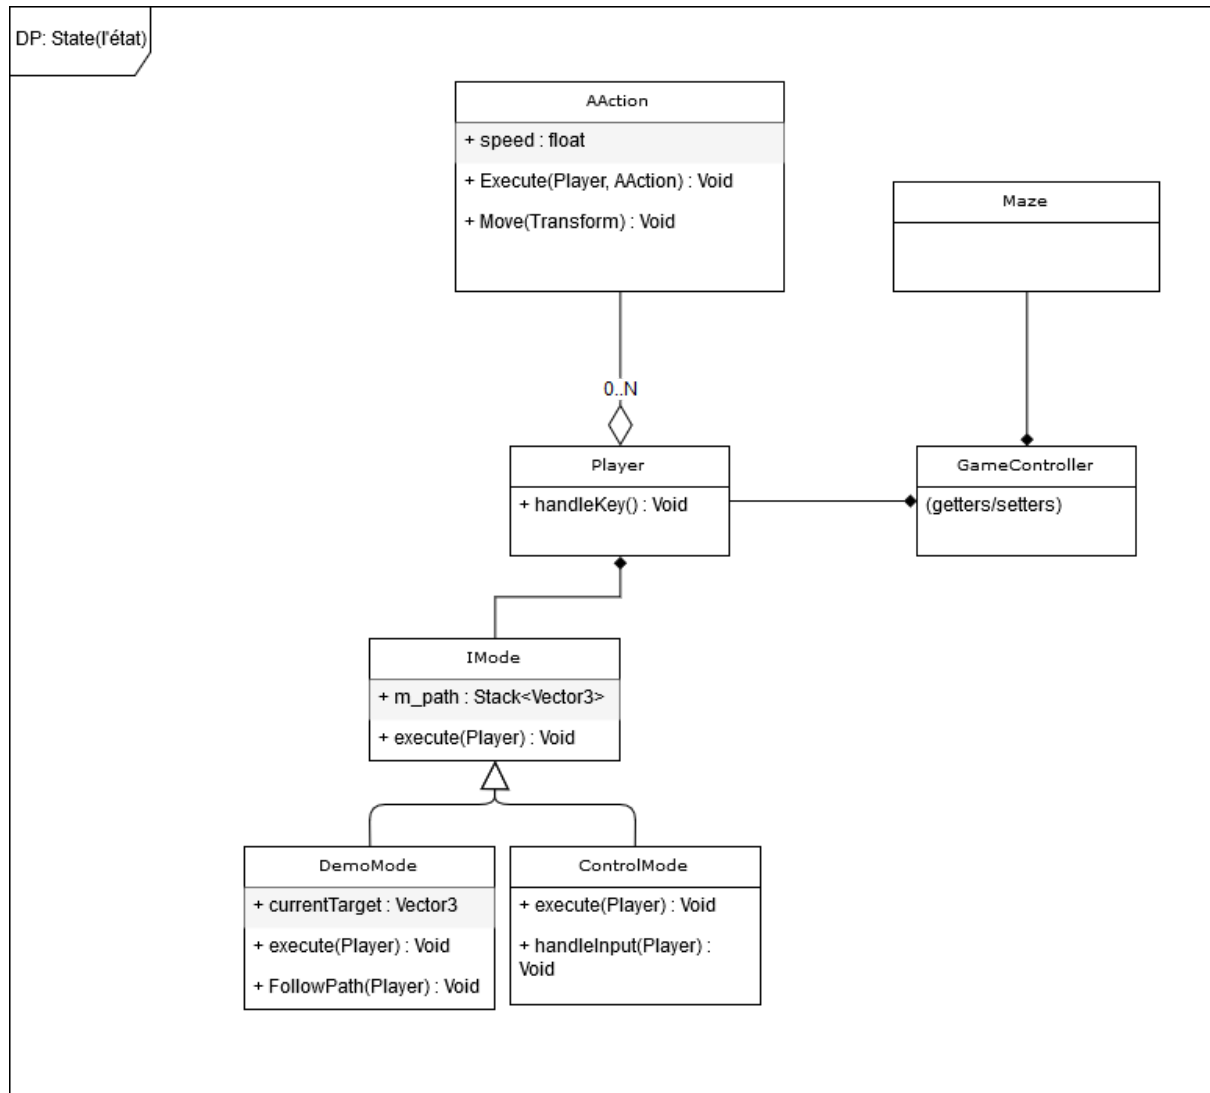 DP: State(l'état)
AAction
+ speed : float
+ Execute(Player, AAction) : Void
+ Move(Transform) : Void
Maze
0..N
Player
+ handleKey() : Void
GameController
(getters/setters)
IMode
+ m_path : Stack<Vector3>
+ execute(Player) : Void
DemoMode
+ currentTarget : Vector3
+ execute(Player) : Void
+ FollowPath(Player) : Void
ControlMode
+ execute(Player) : Void
+ handleInput(Player) :
Void